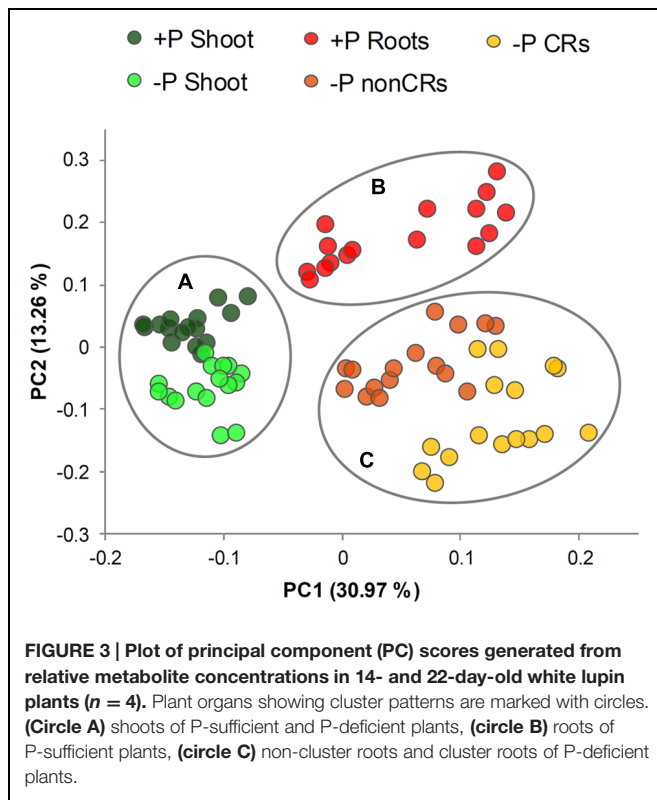 +P Shoot +P Roots -P CRs
-P Shoot -P nonCRs
0.3
B
0.2
0.1
A
0
-0.1
C
-0.2
-0.3
PC2 (13.26 %)
-0.2 -0.1 0 0.1 0.2
PC1 (30.97 %)
FIGURE 3 | Plot of principal component (PC) scores generated from
relative metabolite concentrations in 14- and 22-day-old white lupin
plants (n = 4). Plant organs showing cluster patterns are marked with circles.
(Circle A) shoots of P-sufficient and P-deficient plants, (circle B) roots of
P-sufficient plants, (circle C) non-cluster roots and cluster roots of P-deficient
plants.